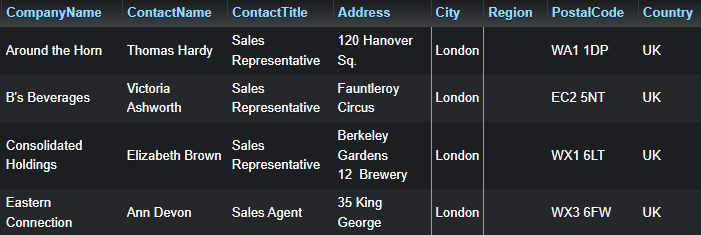 CompanyName ContactName ContactTitle Address City Region PostalCode Country
Around the Horn Thomas Hardy Sales Representative 120 Hanover Sq. London WA1 1DP UK
B's Beverages Victoria Ashworth Sales Representative Fauntleroy Circus London EC2 5NT UK
Consolidated Holdings Elizabeth Brown Sales Representative Berkeley Gardens 12  Brewery London WX1 6LT UK
Eastern Connection Ann Devon Sales Agent 35 King George London WX3 6FW UK